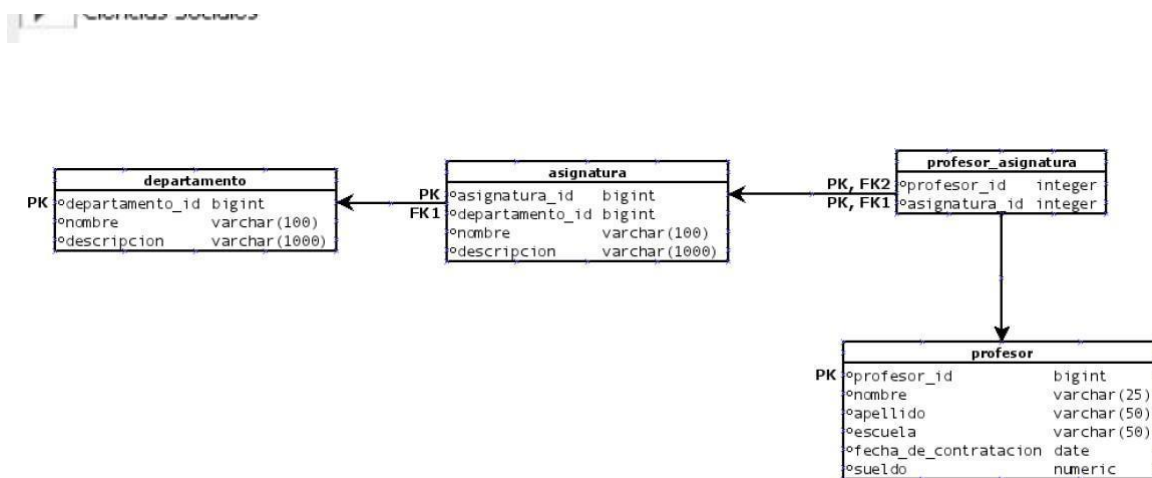 Ciencias Sociales
departamento
PK departamento_id bigint
nombre varchar(100)
descripcion varchar(1000)
asignatura
PK asignatura_id bigint
FK1 departamento_id bigint
nombre varchar(100)
descripcion varchar(1000)
profesor_asignatura
PK, FK2 profesor_id integer
PK, FK1 asignatura_id integer
profesor
PK profesor_id bigint
nombre varchar(25)
apellido varchar(50)
escuela varchar(50)
fecha_de_contratacion date
sueldo numeric